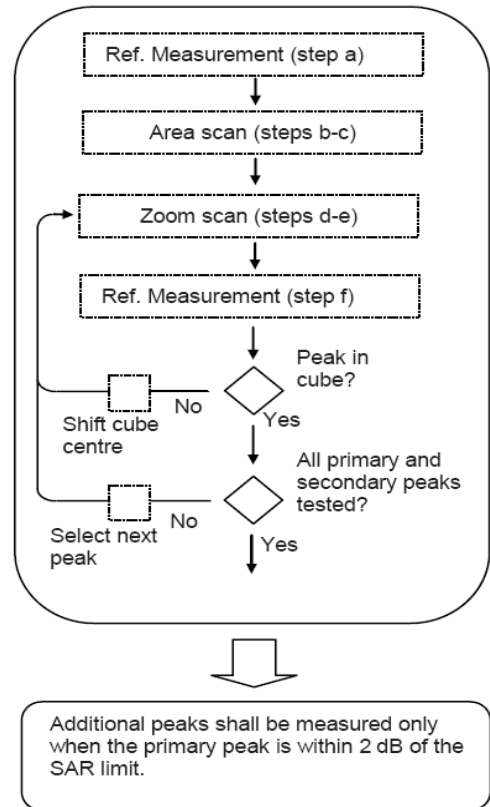 Ref. Measurement (step a)
Area scan (steps b-c)
Zoom scan (steps d-e)
Ref. Measurement (step f)
Peak in
cube?
No
Yes
Shift cube
centre
All primary and
secondary peaks
tested?
No
Yes
Select next
peak
Additional peaks shall be measured only
when the primary peak is within 2 dB of the
SAR limit.